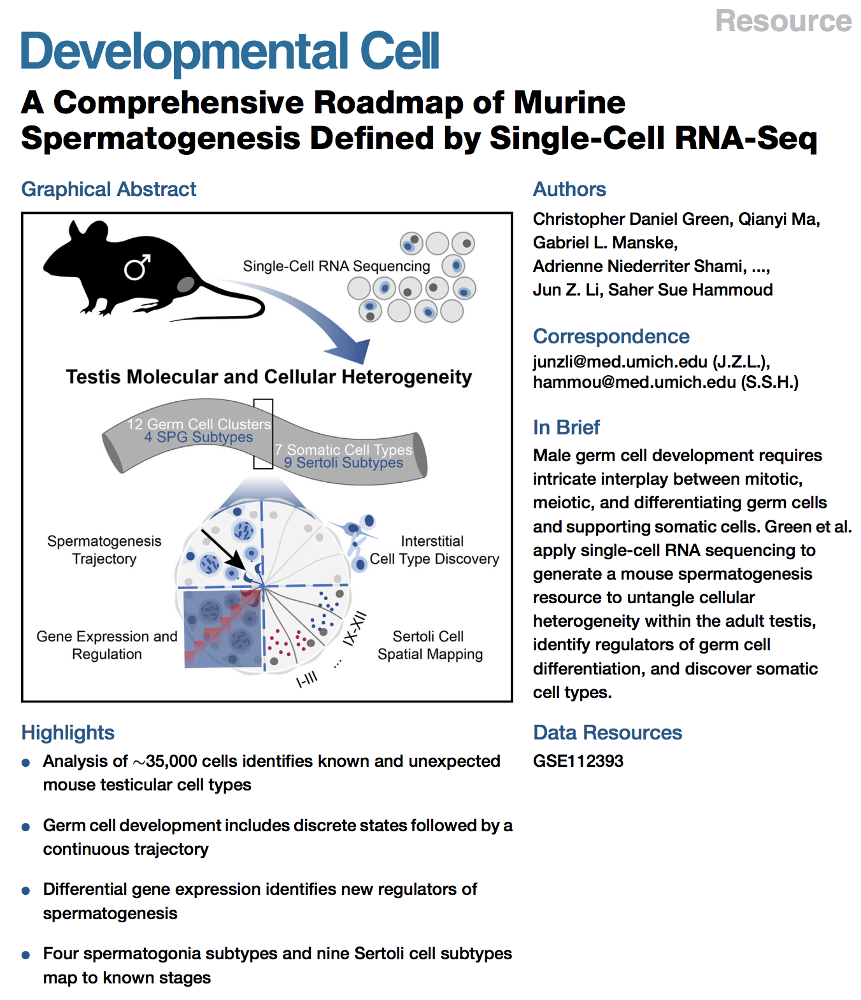 Resource
Developmental Cell
A Comprehensive Roadmap of Murine
Spermatogenesis Defined by Single-Cell RNA-Seq
Graphical Abstract
Single-Cell RNA Sequencing
Testis Molecular and Cellular Heterogeneity
12 Germ Cell Clusters
4 SPG Subtypes
7 Somatic Cell Types
9 Sertoli Subtypes
Spermatogenesis
Trajectory
Interstitial
Cell Type Discovery
Gene Expression and
Regulation
Sertoli Cell
Spatial Mapping
I-III
...
IX-XII
Authors
Christopher Daniel Green, Qianyi Ma,
Gabriel L. Manske,
Adrienne Niederriter Shami, ...,
Jun Z. Li, Saher Sue Hammoud
Correspondence
junzli@med.umich.edu (J.Z.L.),
hammou@med.umich.edu (S.S.H.)
In Brief
Male germ cell development requires
intricate interplay between mitotic,
meiotic, and differentiating germ cells
and supporting somatic cells. Green et al.
apply single-cell RNA sequencing to
generate a mouse spermatogenesis
resource to untangle cellular
heterogeneity within the adult testis,
identify regulators of germ cell
differentiation, and discover somatic
cell types.
Highlights
● Analysis of ~35,000 cells identifies known and unexpected
mouse testicular cell types
● Germ cell development includes discrete states followed by a
continuous trajectory
● Differential gene expression identifies new regulators of
spermatogenesis
● Four spermatogonia subtypes and nine Sertoli cell subtypes
map to known stages
Data Resources
GSE112393